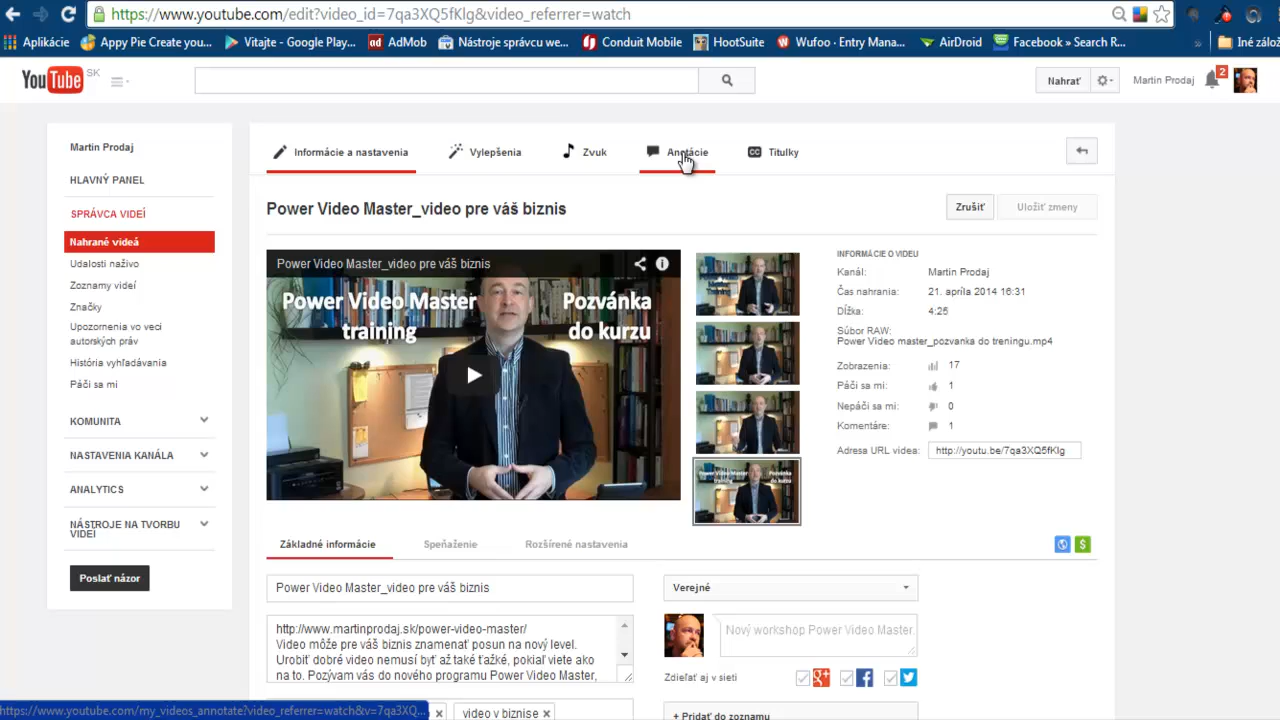 https://www.youtube.com/edit?video_id=7qa3XQ5fKlg&video_referrer=watch
Aplikácie
Appy Pie Create you...
Vitajte - Google Play...
AdMob
Nástroje správcu we...
Conduit Mobile
HootSuite
Wufoo · Entry Mana...
AirDroid
Facebook » Search R...
»
Iné zálo
YouTube SK
Nahrať
Martin Prodaj
2
Martin Prodaj
HLAVNÝ PANEL
SPRÁVCA VIDEÍ
Nahrané videá
Udalosti naživo
Zoznamy videí
Značky
Upozornenia vo veci
autorských práv
História vyhľadávania
Páči sa mi
KOMUNITA
NASTAVENIA KANÁLA
ANALYTICS
NÁSTROJE NA TVORBU
VIDEÍ
Poslať názor
Informácie a nastavenia
Vylepšenia
Zvuk
Anotácie
CC Titulky
Power Video Master_video pre váš biznis
Zrušiť
Uložiť zmeny
Power Video Master_video pre váš biznis
Power Video Master
training
Pozvánka
do kurzu
INFORMÁCIE O VIDEU
Kanál: Martin Prodaj
Čas nahrania: 21. apríla 2014 16:31
Dĺžka: 4:25
Súbor RAW:
Power Video master_pozvanka do treningu.mp4
Zobrazenia: 17
Páči sa mi: 1
Nepáči sa mi: 0
Komentáre: 1
Adresa URL videa: http://youtu.be/7qa3XQ5fKlg
Základné informácie
Speňaženie
Rozšírené nastavenia
$
Power Video Master_video pre váš biznis
http://www.martinprodaj.sk/power-video-master/
Video môže pre váš biznis znamenať posun na nový level.
Urobiť dobré video nemusí byť až také ťažké, pokiaľ viete ako
na to. Pozývam vás do nového programu Power Video Master,
video v biznise ×
Verejné
Nový workshop Power Video Master.
Zdieľať aj v sieti
+ Pridať do zoznamu
https://www.youtube.com/my_videos_annotate?video_referrer=watch&v=7qa3XQ...